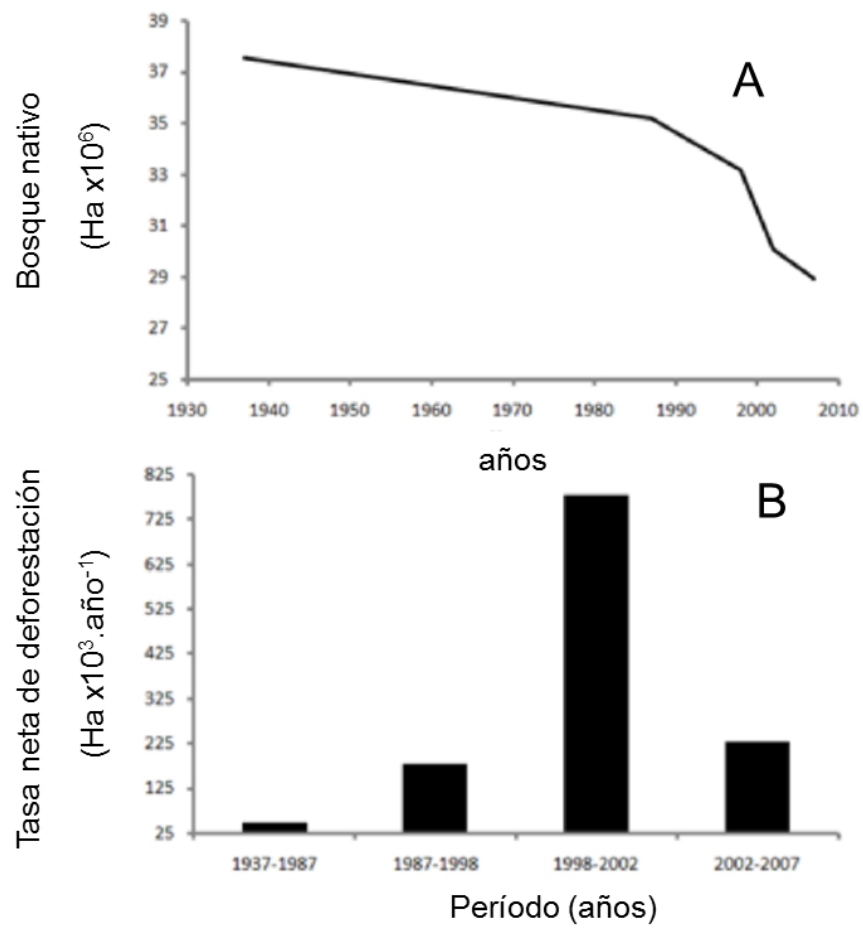 Bosque nativo
(Ha x10⁶)
39
37
35
33
31
29
27
25
A
1930 1940 1950 1960 1970 1980 1990 2000 2010
años
Tasa neta de deforestación
(Ha x10³.año⁻¹)
825
725
625
525
425
325
225
125
25
B
1937-1987 1987-1998 1998-2002 2002-2007
Período (años)